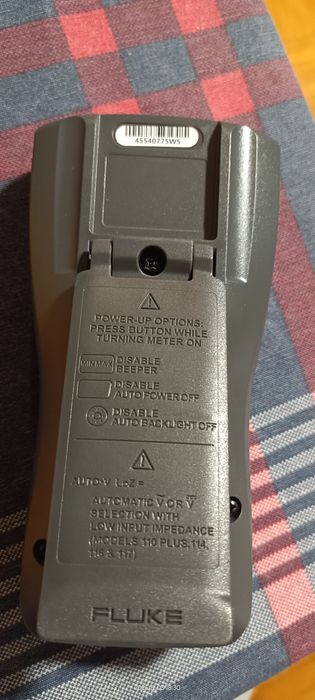 45540775WS
POWER-UP OPTIONS:
PRESS BUTTON WHILE
TURNING METER ON
MIN MAX DISABLE
BEEPER
DISABLE
AUTO POWER OFF
DISABLE
AUTO BACKLIGHT OFF
AUTO-V LoZ =
AUTOMATIC V OR V
SELECTION WITH
LOW INPUT IMPEDANCE
(MODELS 110 PLUS,114,
116 & 117)
FLUKE